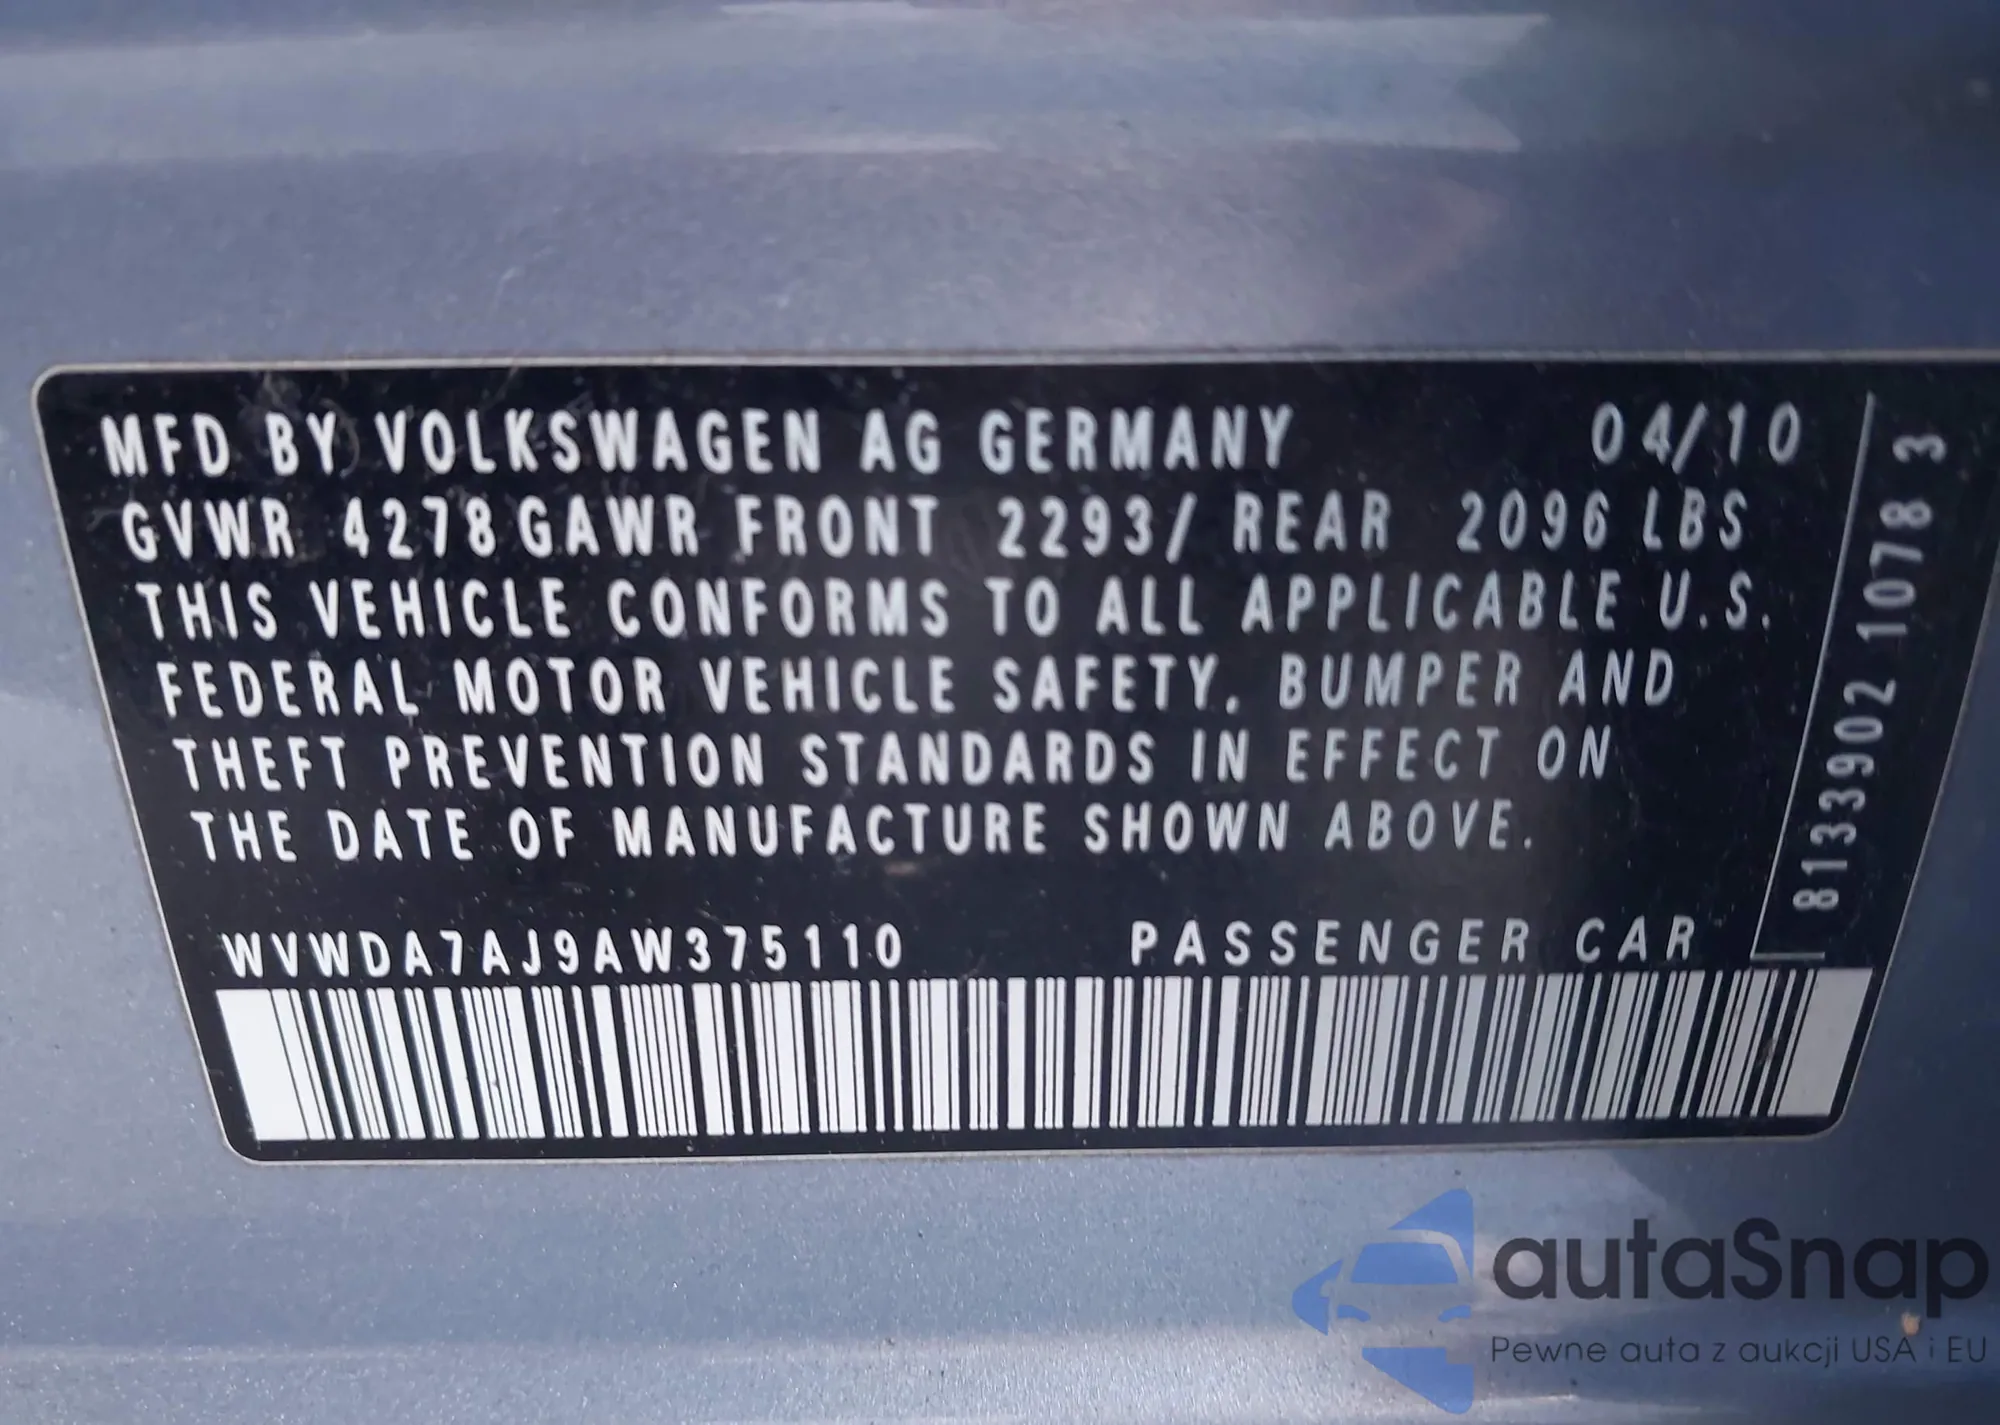 MFD BY VOLKSWAGEN AG GERMANY 04/10
GVWR 4278 GAWR FRONT 2293/ REAR 2096 LBS
THIS VEHICLE CONFORMS TO ALL APPLICABLE U.S.
FEDERAL MOTOR VEHICLE SAFETY, BUMPER AND
THEFT PREVENTION STANDARDS IN EFFECT ON
THE DATE OF MANUFACTURE SHOWN ABOVE.
WVWDA7AJ9AW375110 PASSENGER CAR
8133902 1078 3
autaSnap
Pewne auta z aukcji USA i EU